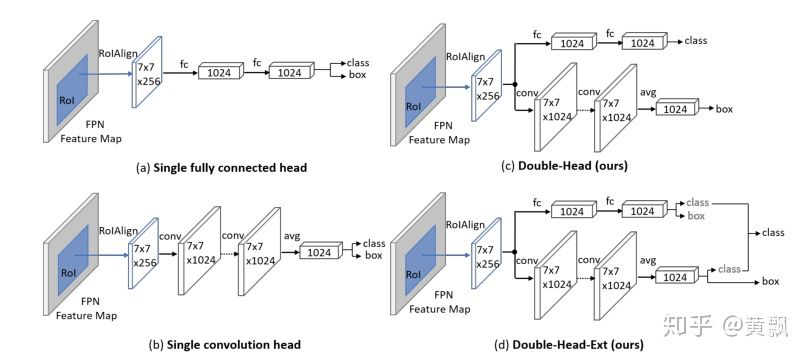 RoIAlign
7x7
x256
fc
1024
fc
1024
class
box
RoI
FPN
Feature Map
(a) Single fully connected head
RoIAlign
7x7
x256
fc
1024
fc
1024
class
conv
7x7
x1024
conv
7x7
x1024
avg
1024
box
RoI
FPN
Feature Map
(c) Double-Head (ours)
RoIAlign
7x7
x256
conv
7x7
x1024
conv
7x7
x1024
avg
1024
class
box
RoI
FPN
Feature Map
(b) Single convolution head
RoIAlign
7x7
x256
fc
1024
fc
1024
class
box
class
conv
7x7
x1024
conv
7x7
x1024
avg
1024
class
box
RoI
FPN
Feature Map
(d) Double-Head-Ext (ours)
知乎 @黄飘